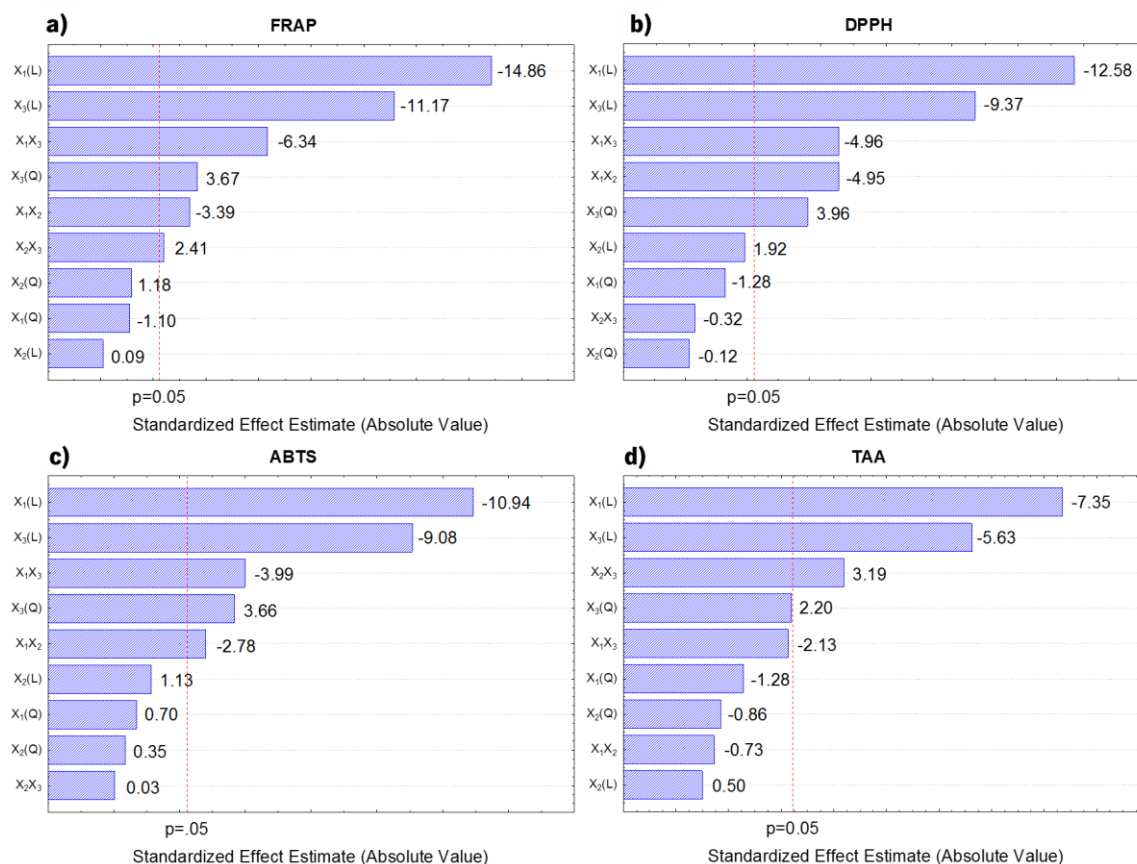 a)
FRAP
X₁(L)
-14.86
X₃(L)
-11.17
X₁X₃
-6.34
X₃(Q)
3.67
X₁X₂
-3.39
X₂X₃
2.41
X₂(Q)
1.18
X₁(Q)
-1.10
X₂(L)
0.09
p=0.05
Standardized Effect Estimate (Absolute Value)
b)
DPPH
X₁(L)
-12.58
X₃(L)
-9.37
X₁X₃
-4.96
X₁X₂
-4.95
X₃(Q)
3.96
X₂(L)
1.92
X₁(Q)
-1.28
X₂X₃
-0.32
X₂(Q)
-0.12
p=0.05
Standardized Effect Estimate (Absolute Value)
c)
ABTS
X₁(L)
-10.94
X₃(L)
-9.08
X₁X₃
-3.99
X₃(Q)
3.66
X₁X₂
-2.78
X₂(L)
1.13
X₁(Q)
0.70
X₂(Q)
0.35
X₂X₃
0.03
p=.05
Standardized Effect Estimate (Absolute Value)
d)
TAA
X₁(L)
-7.35
X₃(L)
-5.63
X₂X₃
3.19
X₃(Q)
2.20
X₁X₃
-2.13
X₁(Q)
-1.28
X₂(Q)
-0.86
X₁X₂
-0.73
X₂(L)
0.50
p=0.05
Standardized Effect Estimate (Absolute Value)